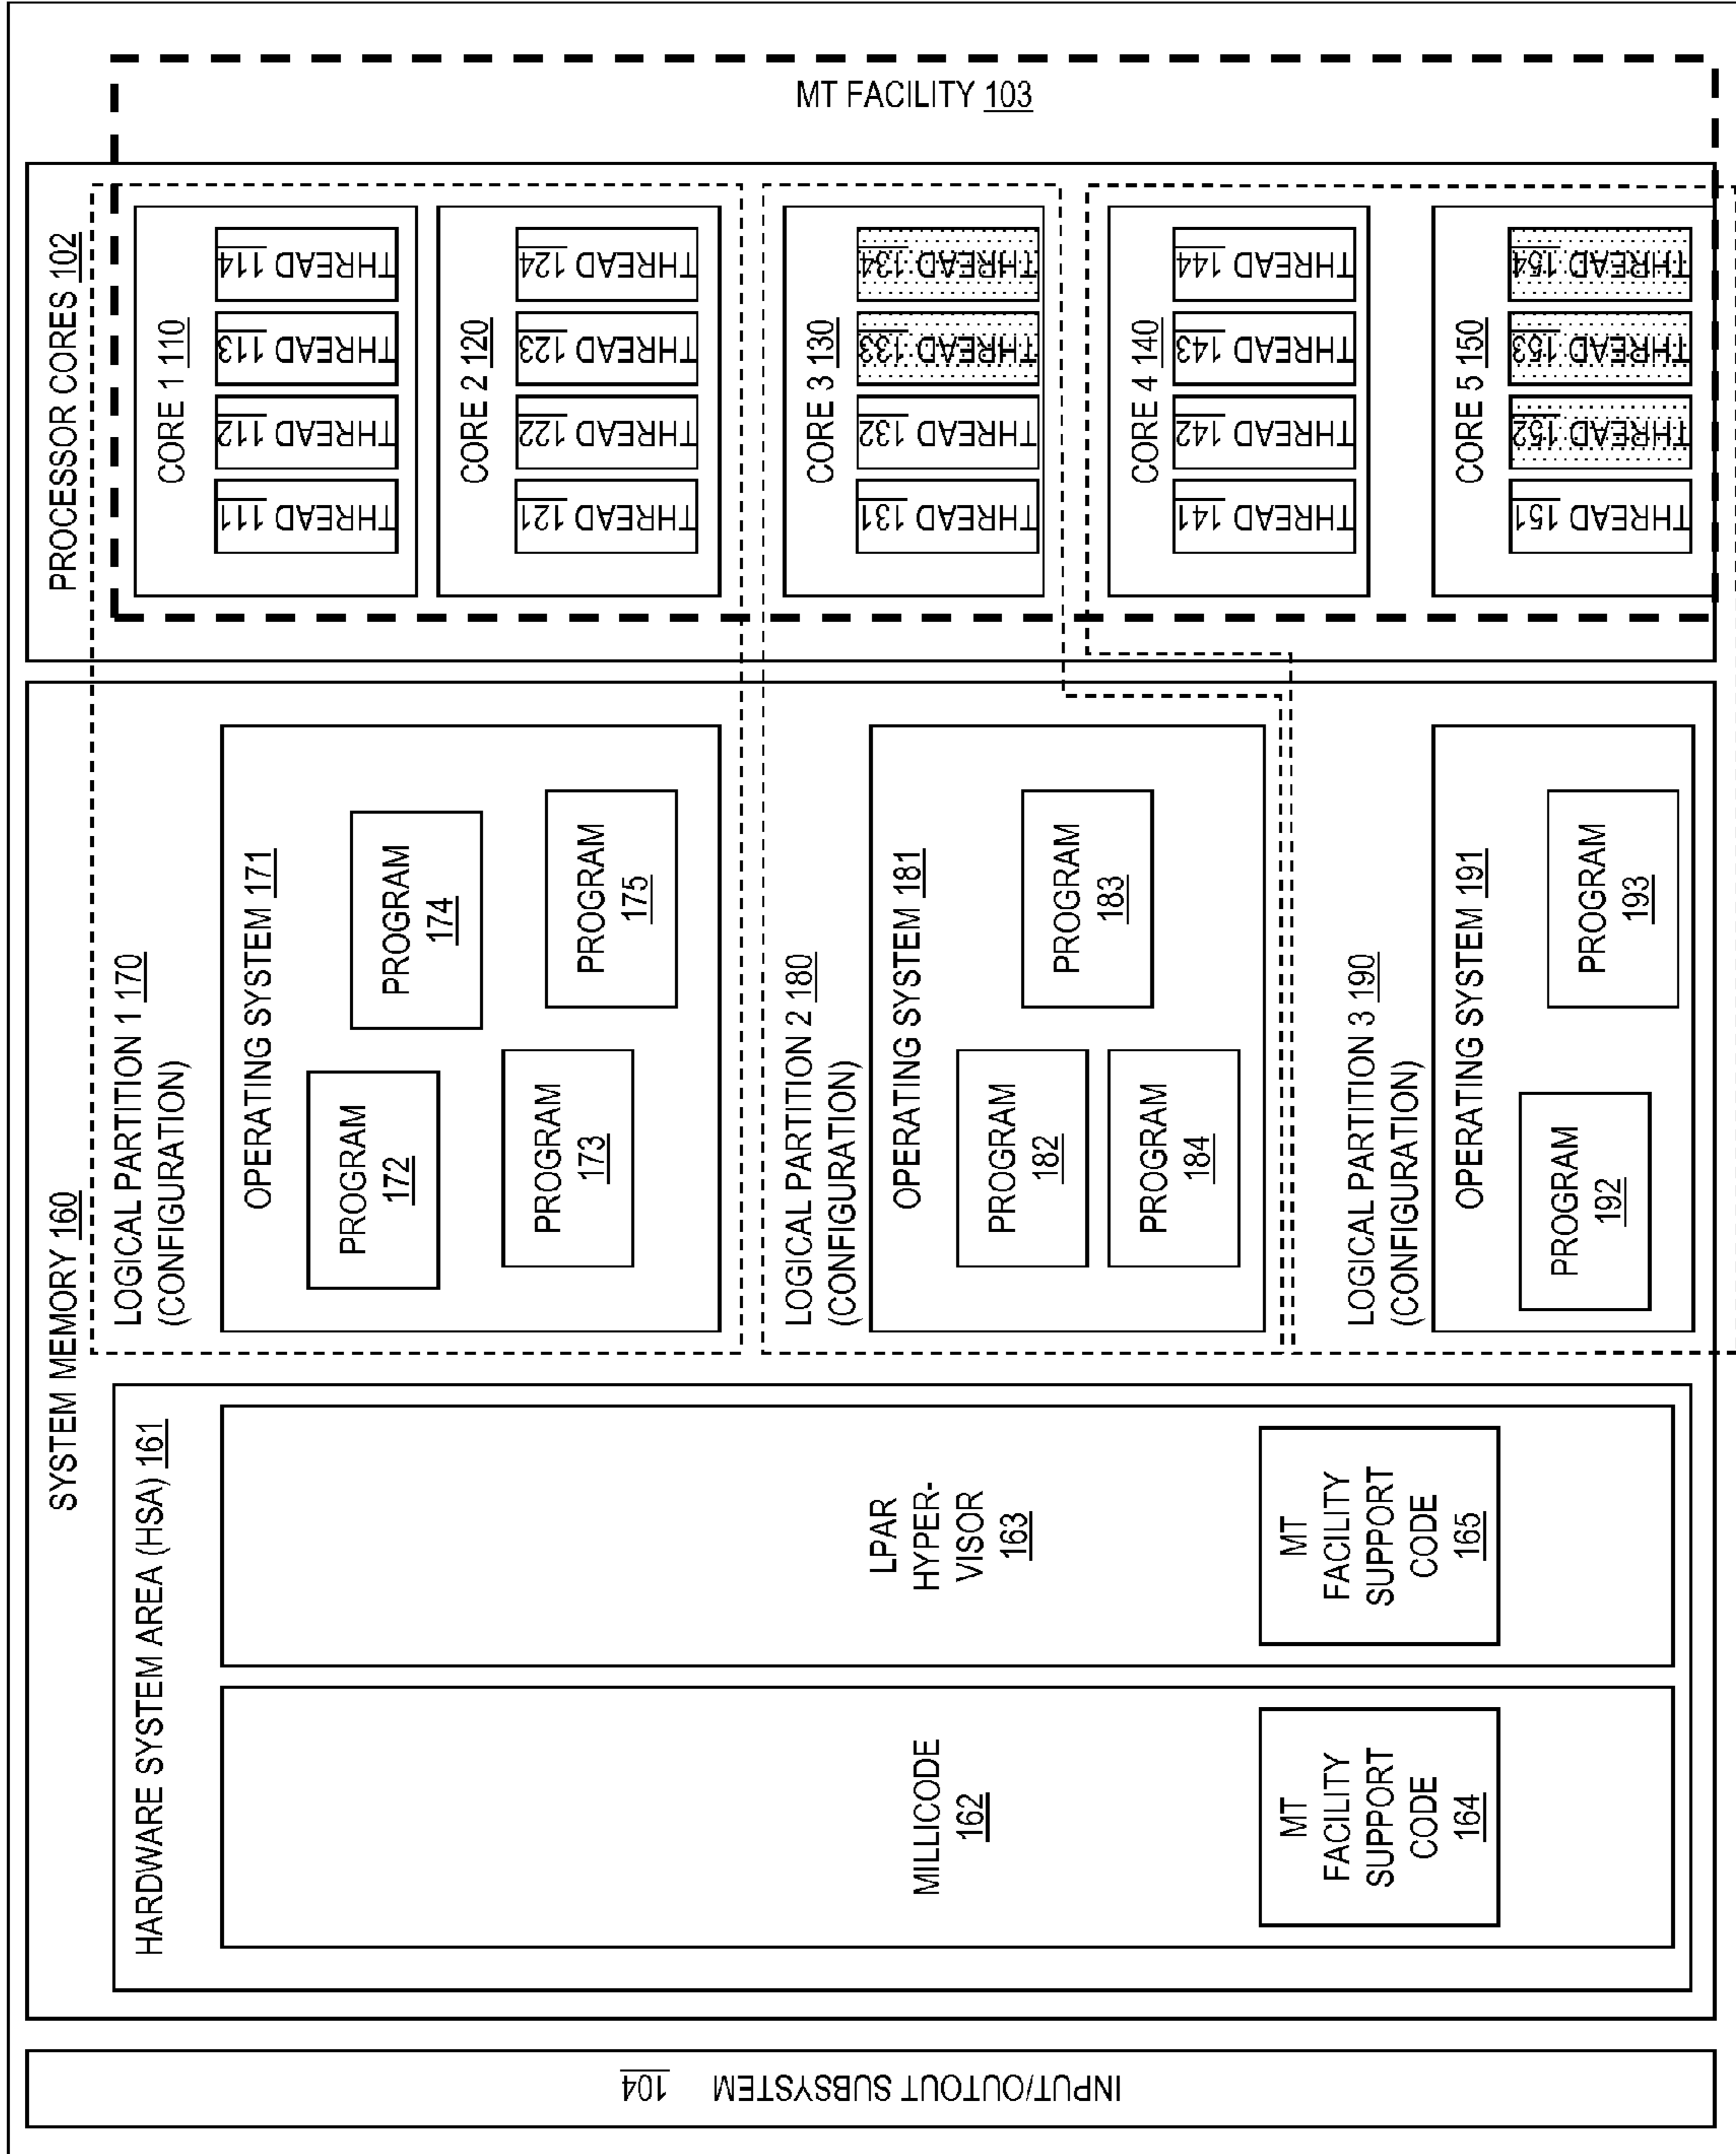 MT FACILITY 103
PROCESSOR CORES 102
CORE 1 110
THREAD 111
THREAD 112
THREAD 113
THREAD 114
CORE 2 120
THREAD 121
THREAD 122
THREAD 123
THREAD 124
CORE 3 130
THREAD 131
THREAD 132
THREAD 133
THREAD 134
CORE 4 140
THREAD 141
THREAD 142
THREAD 143
THREAD 144
CORE 5 150
THREAD 151
THREAD 152
THREAD 153
THREAD 154
SYSTEM MEMORY 160
LOGICAL PARTITION 1 170
(CONFIGURATION)
OPERATING SYSTEM 171
PROGRAM
172
PROGRAM
174
PROGRAM
173
PROGRAM
175
LOGICAL PARTITION 2 180
(CONFIGURATION)
OPERATING SYSTEM 181
PROGRAM
182
PROGRAM
183
PROGRAM
184
LOGICAL PARTITION 3 190
(CONFIGURATION)
OPERATING SYSTEM 191
PROGRAM
192
PROGRAM
193
HARDWARE SYSTEM AREA (HSA) 161
LPAR
HYPER-
VISOR
163
MT
FACILITY
SUPPORT
CODE
165
MILLICODE
162
MT
FACILITY
SUPPORT
CODE
164
INPUT/OUTOUT SUBSYSTEM 104